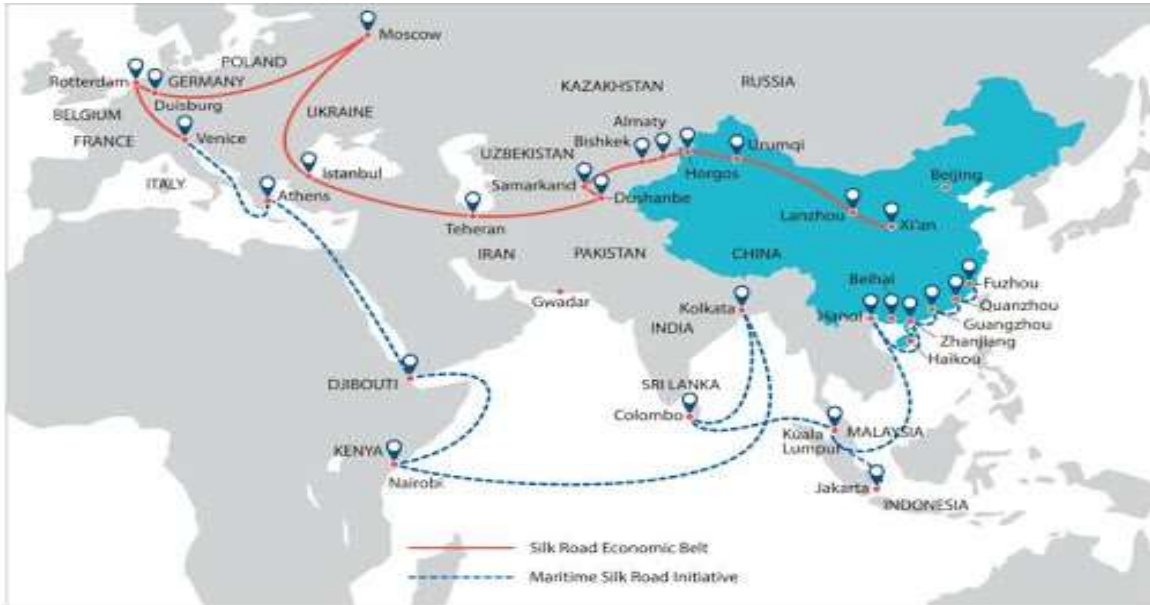 Moscow
POLAND
Rotterdam
GERMANY
Duisburg
BELGIUM
FRANCE
Venice
UKRAINE
ITALY
Istanbul
Athens
KAZAKHSTAN
RUSSIA
Almaty
Bishkek
Urumqi
UZBEKISTAN
Horgos
Samarkand
Dushanbe
Beijing
Lanzhou
Xi'an
Teheran
IRAN
PAKISTAN
CHINA
Gwadar
Kolkata
INDIA
Beihai
Hanoi
Fuzhou
Quanzhou
Guangzhou
Zhanjiang
Haikou
DJIBOUTI
SRI LANKA
Colombo
KENYA
Nairobi
Kuala
Lumpur
MALAYSIA
Jakarta
INDONESIA
Silk Road Economic Belt
Maritime Silk Road Initiative